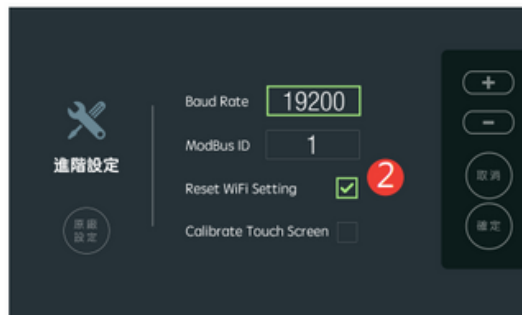 Baud Rate 19200
ModBus ID 1
進階設定
Reset WiFi Setting 2
Calibrate Touch Screen
原廠
設定
+
-
取消
確定